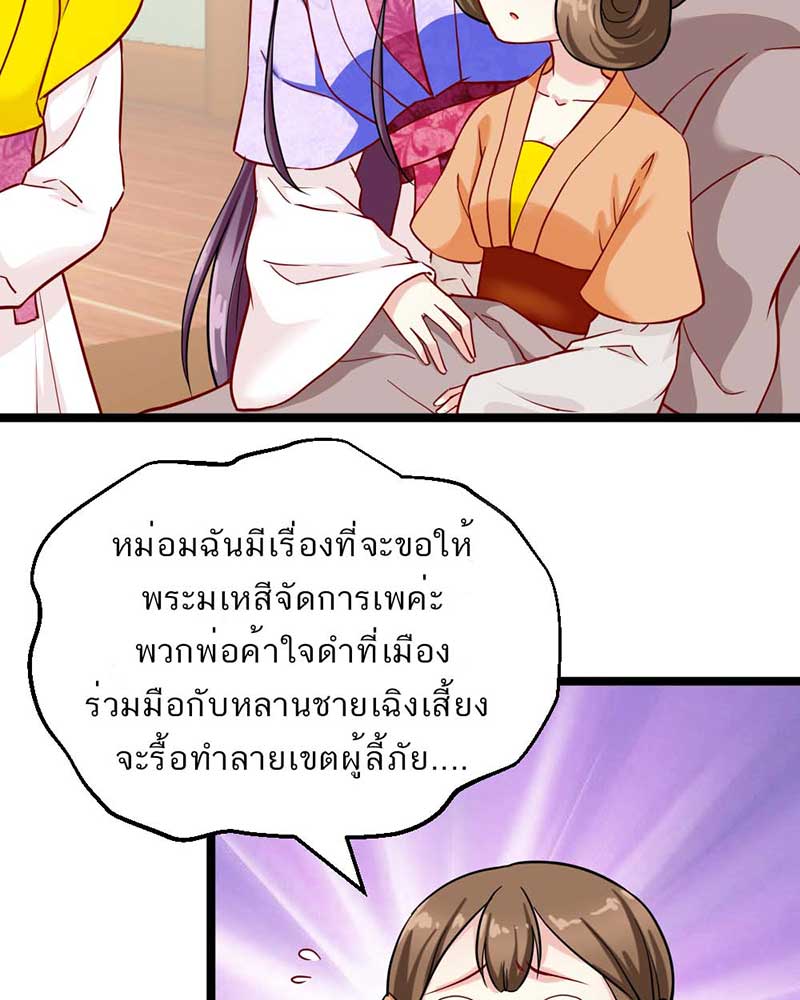 หม่อมฉันมีเรื่องที่จะขอให้
พระมเหสีจัดการเพค่ะ
พวกพ่อค้าใจดำที่เมือง
ร่วมมือกับหลานชายเฉิงเสี้ยง
จะรื้อทำลายเขตผู้ลี้ภัย....